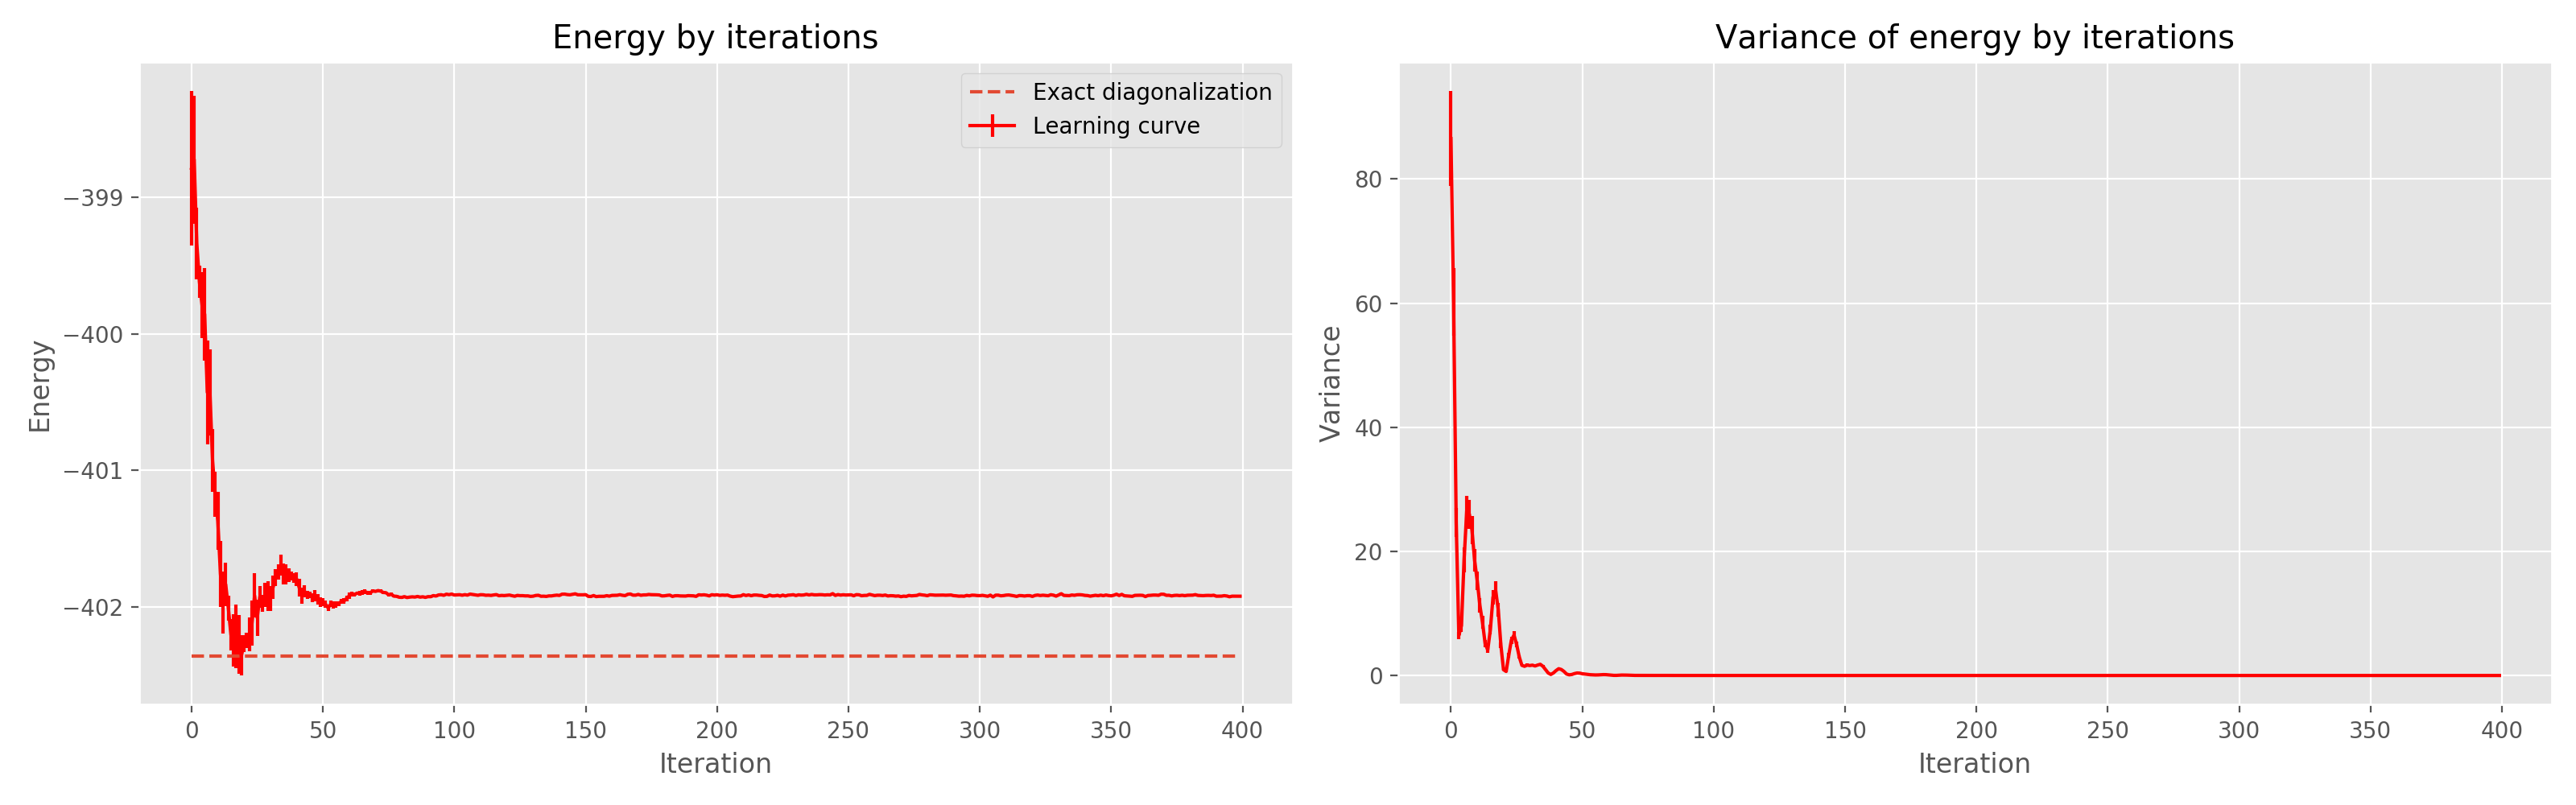 Energy by iterations
Exact diagonalization
Learning curve
−399
−400
−401
−402
Energy
0 50 100 150 200 250 300 350 400
Iteration
Variance of energy by iterations
80
60
40
20
0
Variance
0 50 100 150 200 250 300 350 400
Iteration